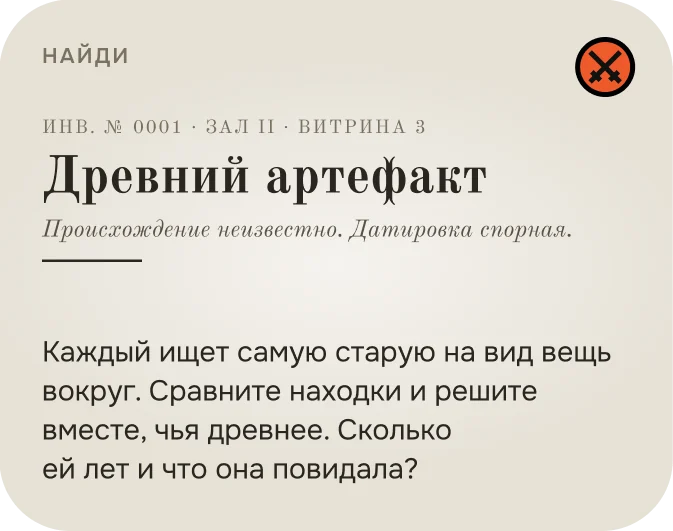 НАЙДИ
ИНВ. № 0001 · ЗАЛ II · ВИТРИНА 3
Древний артефакт
Происхождение неизвестно. Датировка спорная.
Каждый ищет самую старую на вид вещь
вокруг. Сравните находки и решите
вместе, чья древнее. Сколько
ей лет и что она повидала?